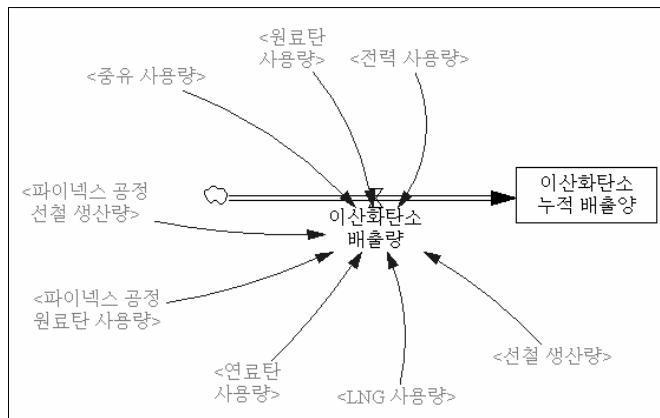 <원료탄
사용량>
<전력 사용량>
<중유 사용량>
<파이넥스 공정
선철 생산량>
이산화탄소
누적 배출양
이산화탄소
배출량
<파이넥스 공정
원료탄 사용량>
<선철 생산량>
<연료탄
사용량>
<LNG 사용량>